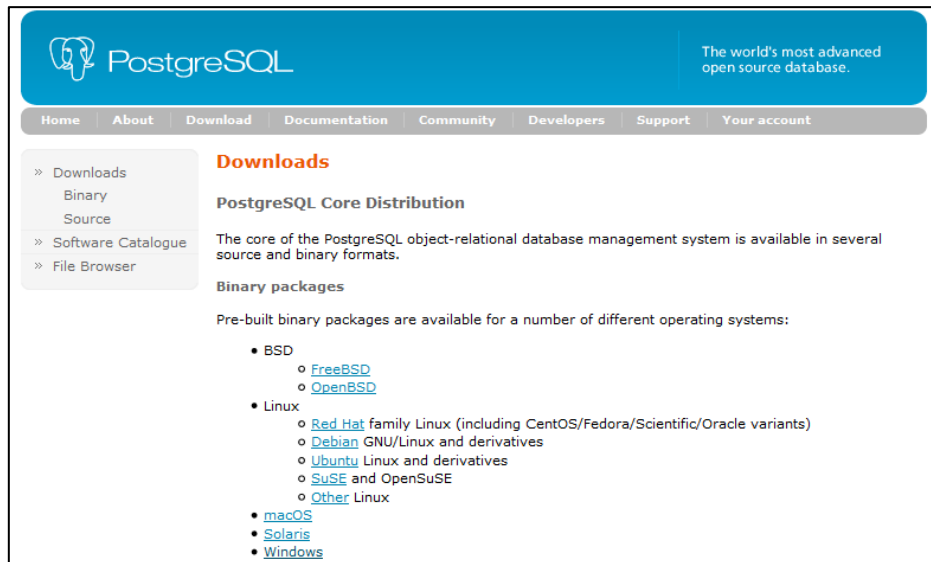 PostgreSQL
The world's most advanced
open source database.
Home About Download Documentation Community Developers Support Your account
» Downloads
Binary
Source
» Software Catalogue
» File Browser
Downloads
PostgreSQL Core Distribution
The core of the PostgreSQL object-relational database management system is available in several
source and binary formats.
Binary packages
Pre-built binary packages are available for a number of different operating systems:
• BSD
o FreeBSD
o OpenBSD
• Linux
o Red Hat family Linux (including CentOS/Fedora/Scientific/Oracle variants)
o Debian GNU/Linux and derivatives
o Ubuntu Linux and derivatives
o SuSE and OpenSuSE
o Other Linux
• macOS
• Solaris
• Windows